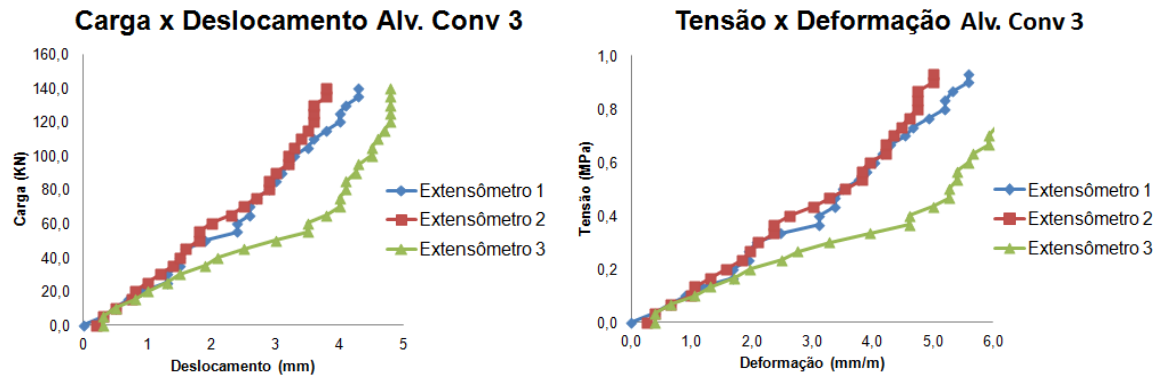 Carga x Deslocamento Alv. Conv 3
160,0
140,0
120,0
100,0
80,0
60,0
40,0
20,0
0,0
Carga (KN)
0
1
2
3
4
5
Deslocamento (mm)
Extensômetro 1
Extensômetro 2
Extensômetro 3
Tensão x Deformação Alv. Conv 3
1,0
0,8
0,6
0,4
0,2
0,0
Tensão (MPa)
0,0
1,0
2,0
3,0
4,0
5,0
6,0
Deformação (mm/m)
Extensômetro 1
Extensômetro 2
Extensômetro 3